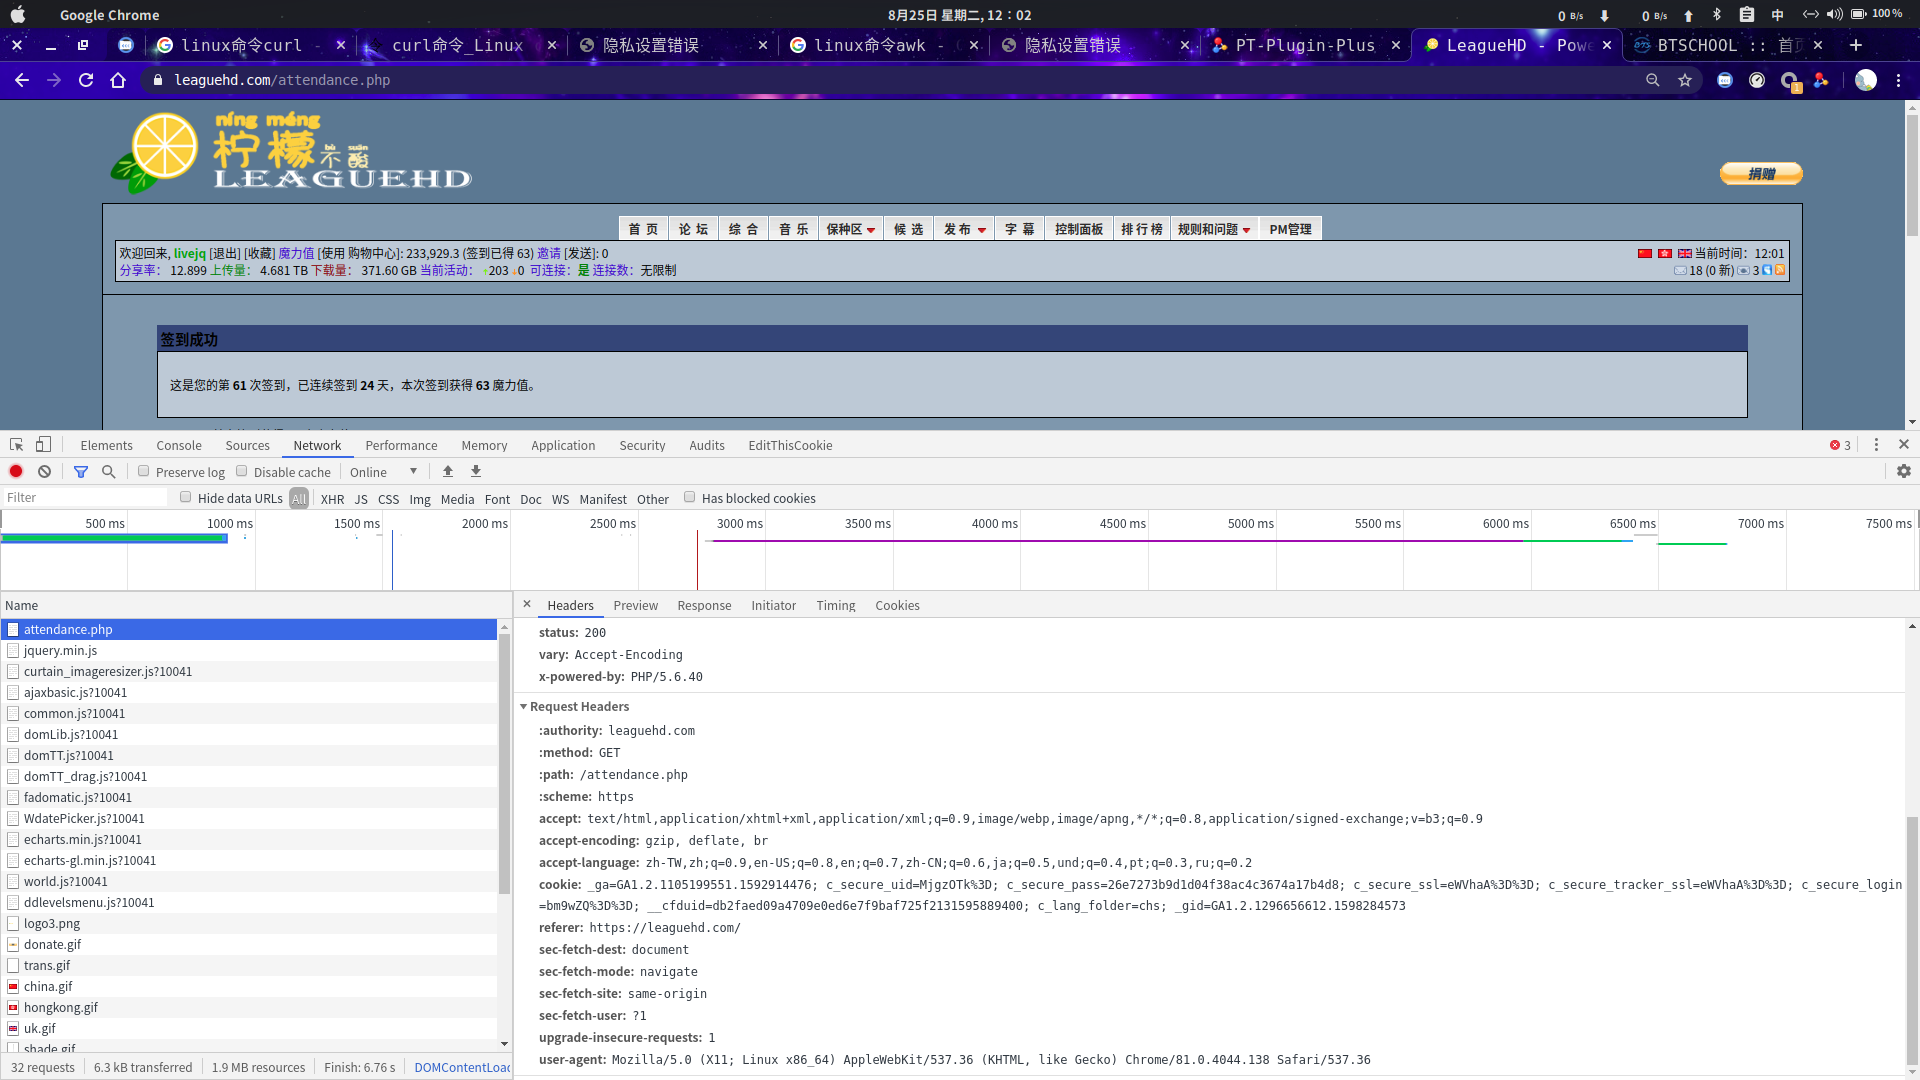 Google Chrome
8月25日 星期二, 12：02
0 B/s
0 B/s
中
100 %
linux命令curl -
curl命令_Linux
隐私设置错误
linux命令awk -
隐私设置错误
PT-Plugin-Plus
LeagueHD - Powe
BTSCHOOL :: 首页
leaguehd.com/attendance.php
1
níng méng
柠檬不酸
bù suān
LEAGUEHD
捐赠
首 页
论 坛
综 合
音 乐
保种区
候 选
发 布
字 幕
控制面板
排 行 榜
规则和问题
PM管理
欢迎回来, livejq [退出] [收藏] 魔力值 [使用 购物中心]: 233,929.3 (签到已得 63) 邀请 [发送]: 0
当前时间：12:01
分享率： 12.899 上传量： 4.681 TB 下载量： 371.60 GB 当前活动： 203 0 可连接：是 连接数：无限制
18 (0 新) 3
签到成功
这是您的第 61 次签到，已连续签到 24 天，本次签到获得 63 魔力值。
Elements
Console
Sources
Network
Performance
Memory
Application
Security
Audits
EditThisCookie
3
Preserve log
Disable cache
Online
Filter
Hide data URLs
All
XHR
JS
CSS
Img
Media
Font
Doc
WS
Manifest
Other
Has blocked cookies
500 ms
1000 ms
1500 ms
2000 ms
2500 ms
3000 ms
3500 ms
4000 ms
4500 ms
5000 ms
5500 ms
6000 ms
6500 ms
7000 ms
7500 ms
Name
attendance.php
jquery.min.js
curtain_imageresizer.js?10041
ajaxbasic.js?10041
common.js?10041
domLib.js?10041
domTT.js?10041
domTT_drag.js?10041
fadomatic.js?10041
WdatePicker.js?10041
echarts.min.js?10041
echarts-gl.min.js?10041
world.js?10041
ddlevelsmenu.js?10041
logo3.png
donate.gif
trans.gif
china.gif
hongkong.gif
uk.gif
shade.gif
32 requests
6.3 kB transferred
1.9 MB resources
Finish: 6.76 s
DOMContentLoad
Headers
Preview
Response
Initiator
Timing
Cookies
status: 200
vary: Accept-Encoding
x-powered-by: PHP/5.6.40
Request Headers
:authority: leaguehd.com
:method: GET
:path: /attendance.php
:scheme: https
accept: text/html,application/xhtml+xml,application/xml;q=0.9,image/webp,image/apng,*/*;q=0.8,application/signed-exchange;v=b3;q=0.9
accept-encoding: gzip, deflate, br
accept-language: zh-TW,zh;q=0.9,en-US;q=0.8,en;q=0.7,zh-CN;q=0.6,ja;q=0.5,und;q=0.4,pt;q=0.3,ru;q=0.2
cookie: _ga=GA1.2.1105199551.1592914476; c_secure_uid=MjgzOTk%3D; c_secure_pass=26e7273b9d1d04f38ac4c3674a17b4d8; c_secure_ssl=eWVhaA%3D%3D; c_secure_tracker_ssl=eWVhaA%3D%3D; c_secure_login
=bm9wZQ%3D%3D; __cfduid=db2faed09a4709e0ed6e7f9baf725f2131595889400; c_lang_folder=chs; _gid=GA1.2.1296656612.1598284573
referer: https://leaguehd.com/
sec-fetch-dest: document
sec-fetch-mode: navigate
sec-fetch-site: same-origin
sec-fetch-user: ?1
upgrade-insecure-requests: 1
user-agent: Mozilla/5.0 (X11; Linux x86_64) AppleWebKit/537.36 (KHTML, like Gecko) Chrome/81.0.4044.138 Safari/537.36